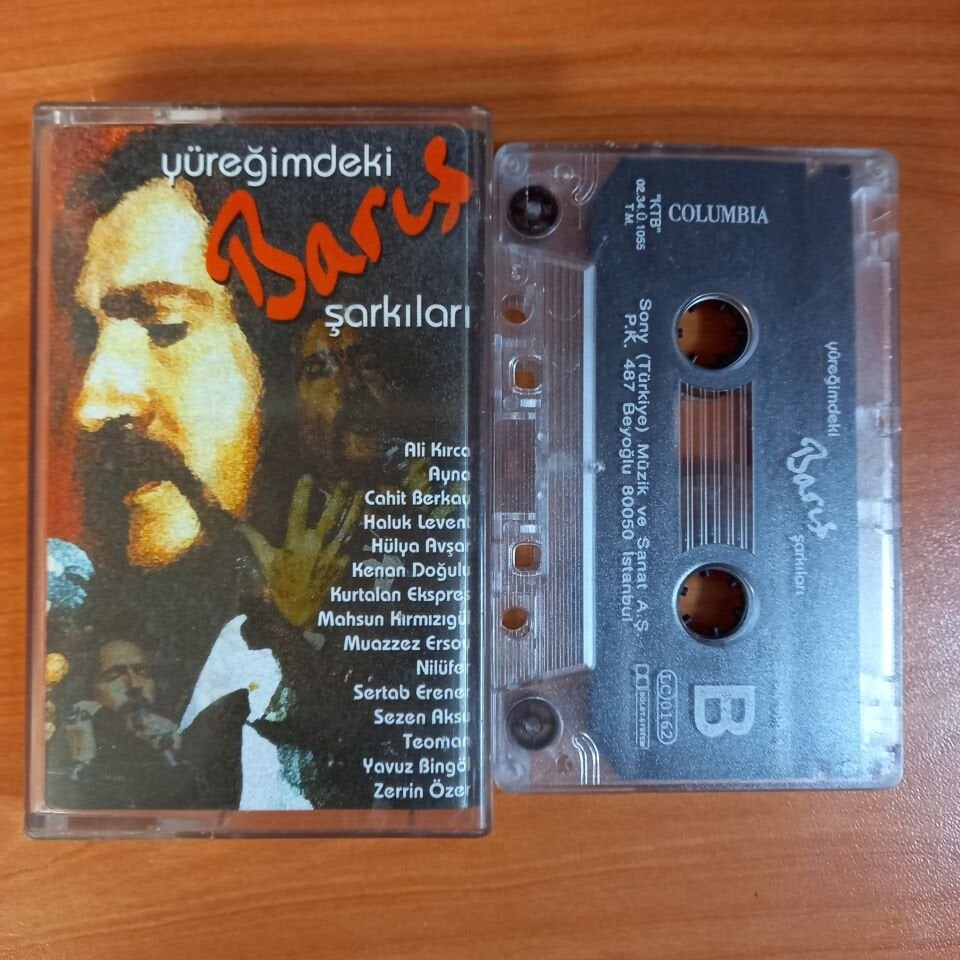 yüreğimdeki
Barış
şarkıları
Ali Kırca
Ayna
Cahit Berkay
Haluk Levent
Hülya Avşar
Kenan Doğulu
Kurtalan Ekspres
Mahsun Kırmızıgül
Muazzez Ersoy
Nilüfer
Sertab Erener
Sezen Aksu
Teoman
Yavuz Bingöl
Zerrin Özer
COLUMBIA
"KTB"
02.34.Ü.1055
T.M.
Sony (Türkiye) Müzik ve Sanat A.Ş
P.K. 487 Beyoğlu 80050 İstanbul
yüreğimdeki
Barış
şarkıları
B
LC 0162